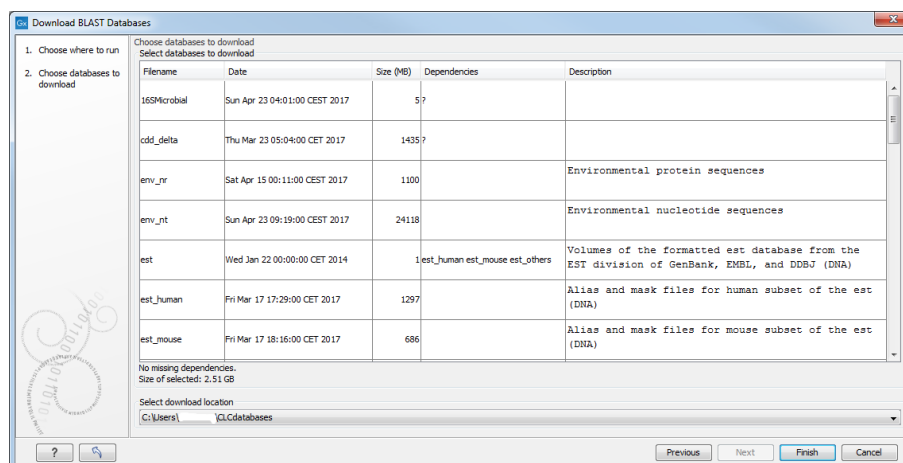 Gx Download BLAST Databases
1. Choose where to run
2. Choose databases to
download
Choose databases to download
Select databases to download
Filename Date Size (MB) Dependencies Description
16SMicrobial Sun Apr 23 04:01:00 CEST 2017 5 ?
cdd_delta Thu Mar 23 05:04:00 CET 2017 1435 ?
env_nr Sat Apr 15 00:11:00 CEST 2017 1100 Environmental protein sequences
env_nt Sun Apr 23 09:19:00 CEST 2017 24118 Environmental nucleotide sequences
est Wed Jan 22 00:00:00 CET 2014 1 est_human est_mouse est_others Volumes of the formatted est database from the
EST division of GenBank, EMBL, and DDBJ (DNA)
est_human Fri Mar 17 17:29:00 CET 2017 1297 Alias and mask files for human subset of the est
(DNA)
est_mouse Fri Mar 17 18:16:00 CET 2017 686 Alias and mask files for mouse subset of the est
(DNA)
No missing dependencies.
Size of selected: 2.51 GB
Select download location
C:\Users\ \CLCdatabases
? Previous Next Finish Cancel